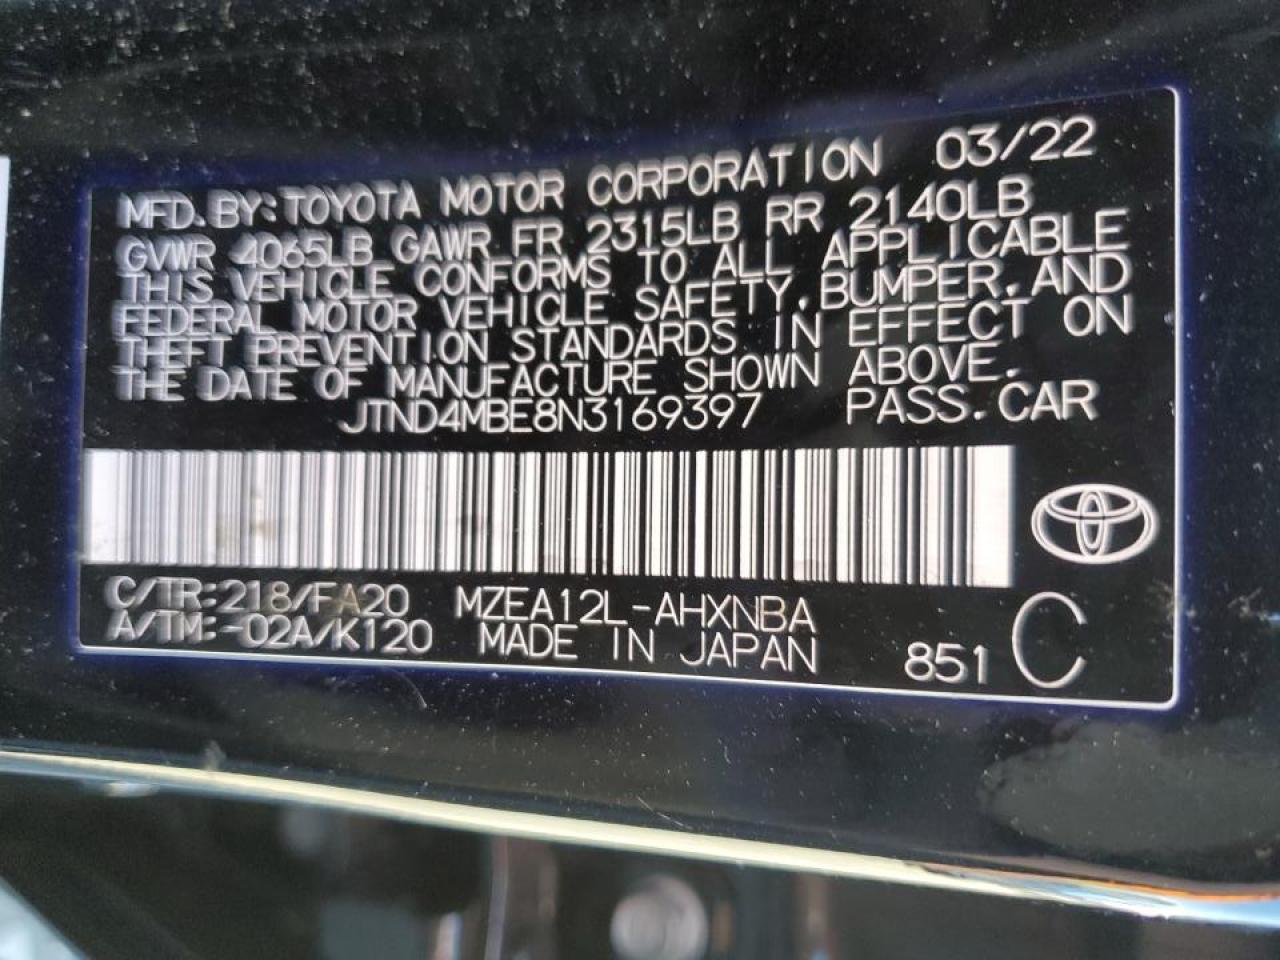 MFD. BY: TOYOTA MOTOR CORPORATION 03/22
GVWR 4065LB GAWR FR 2315LB RR 2140LB
THIS VEHICLE CONFORMS TO ALL APPLICABLE
FEDERAL MOTOR VEHICLE SAFETY, BUMPER, AND
THEFT PREVENTION STANDARDS IN EFFECT ON
THE DATE OF MANUFACTURE SHOWN ABOVE.
JTND4MBE8N3169397 PASS. CAR
C/TR: 218/FA20 MZEA12L-AHXNBA
A/TM: -02A/K120 MADE IN JAPAN 851 C